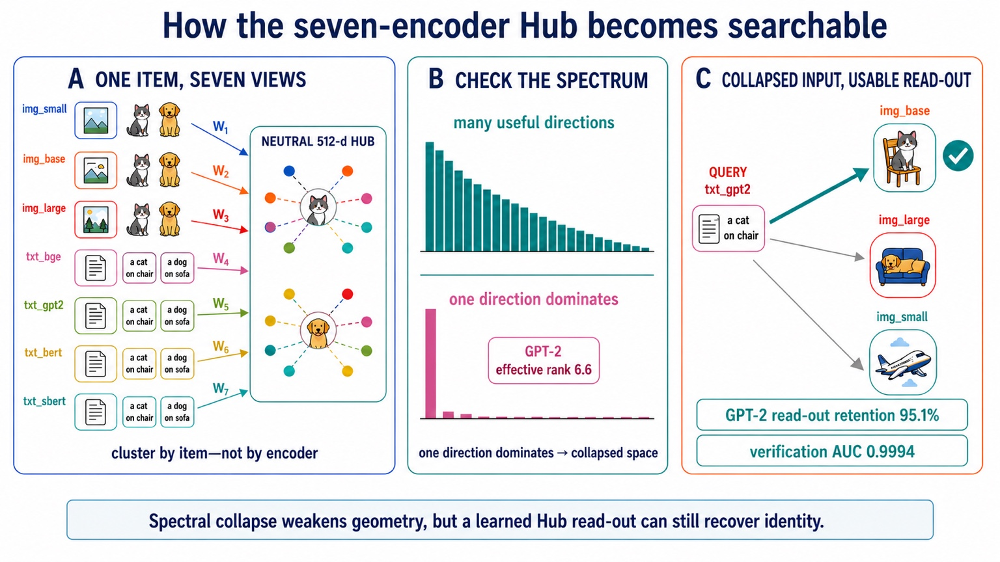 How the seven-encoder Hub becomes searchable
A ONE ITEM, SEVEN VIEWS
img_small
W1
img_base
W2
img_large
W3
txt_bge
a cat
on chair
a dog
on sofa
W4
txt_gpt2
a cat
on chair
a dog
on sofa
W5
txt_bert
a cat
on chair
a dog
on sofa
W6
txt_sbert
a cat
on chair
a dog
on sofa
W7
NEUTRAL 512-d HUB
cluster by item—not by encoder
B CHECK THE SPECTRUM
many useful directions
one direction dominates
GPT-2
effective rank 6.6
one direction dominates → collapsed space
C COLLAPSED INPUT, USABLE READ-OUT
img_base
QUERY
txt_gpt2
a cat
on chair
img_large
img_small
GPT-2 read-out retention 95.1%
verification AUC 0.9994
Spectral collapse weakens geometry, but a learned Hub read-out can still recover identity.